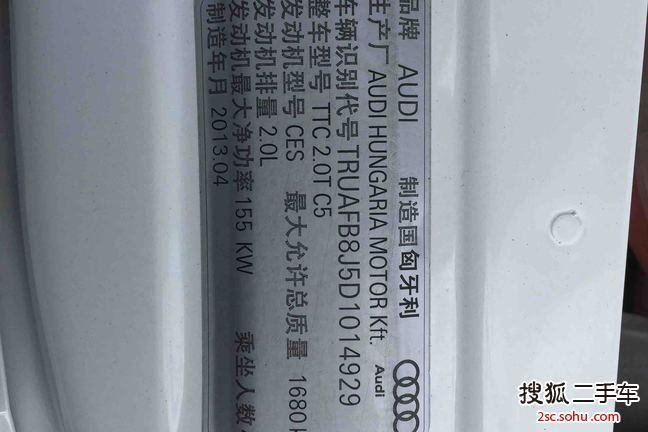 品牌 AUDI 制造国匈牙利
生产厂 AUDI HUNGARIA MOTOR Kft. Audi
车辆识别代号 TRUAFB8J5D1014929
整车型号 TTC 2.0T C5
发动机型号 CES 最大允许总质量 1680
发动机排量 2.0L
发动机最大净功率 155 KW 乘坐人数
制造年月 2013.04
搜狐二手车
2sc.sohu.com